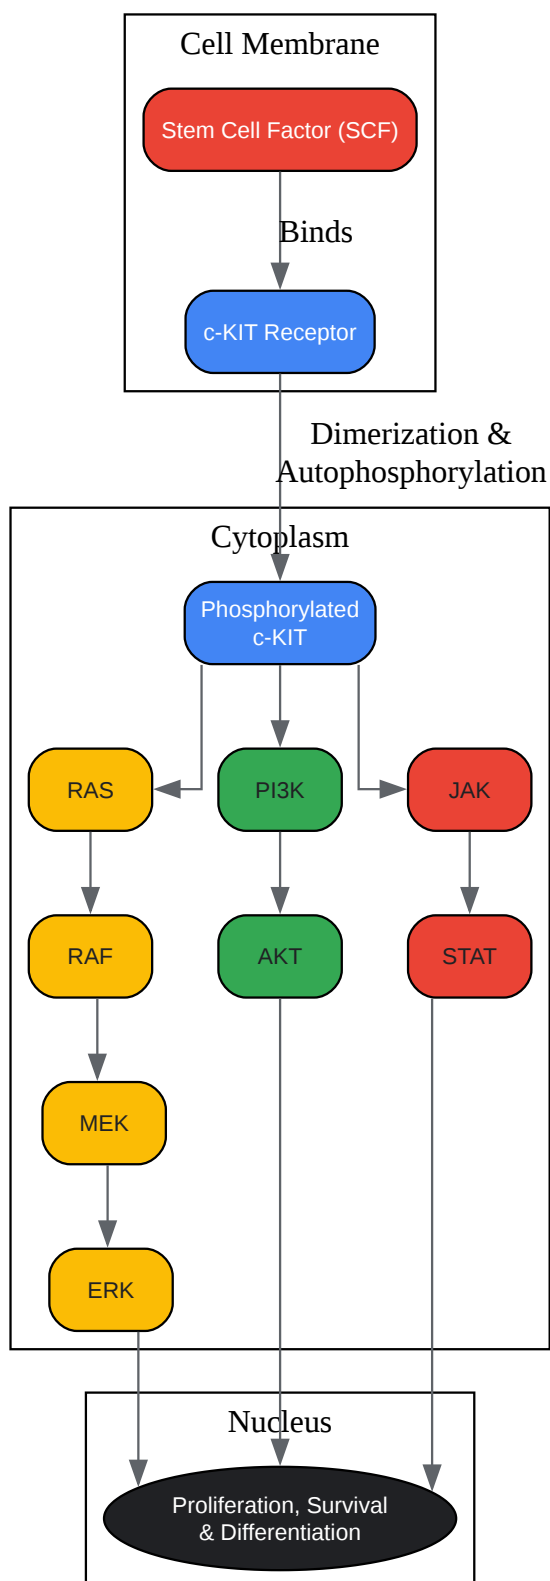 Cell Membrane
Stem Cell Factor (SCF)
Binds
c-KIT Receptor
Dimerization &
Autophosphorylation
Cytoplasm
Phosphorylated
c-KIT
RAS
PI3K
JAK
RAF
AKT
STAT
MEK
ERK
Nucleus
Proliferation, Survival
& Differentiation